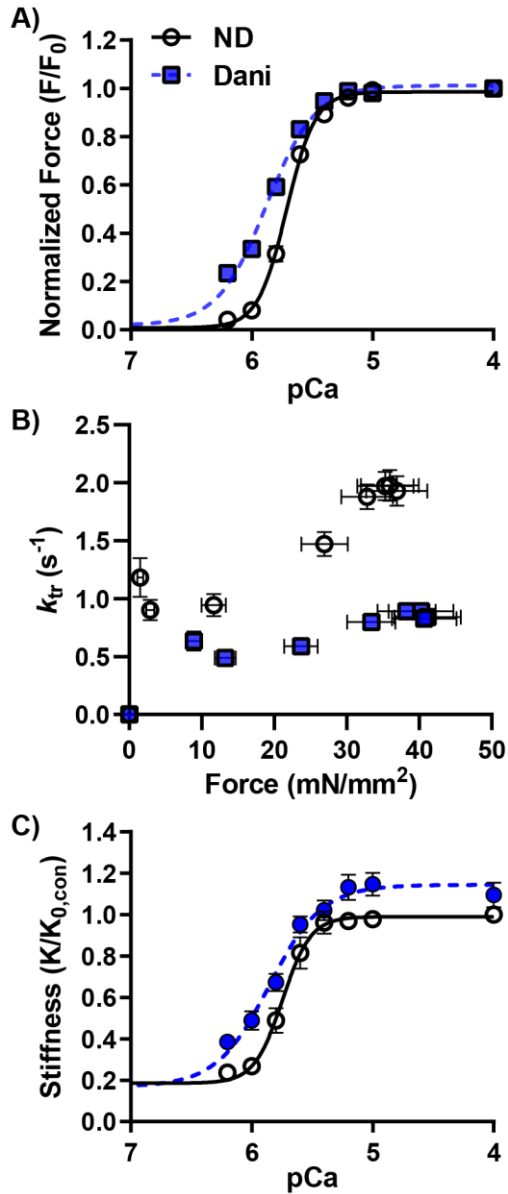 A)
ND
Dani
Normalized Force (F/F0)
1.2
1.0
0.8
0.6
0.4
0.2
0.0
7 6 5 4
pCa
B)
ktr (s-1)
2.5
2.0
1.5
1.0
0.5
0.0
0 10 20 30 40 50
Force (mN/mm2)
C)
Stiffness (K/K0,con)
1.4
1.2
1.0
0.8
0.6
0.4
0.2
0.0
7 6 5 4
pCa